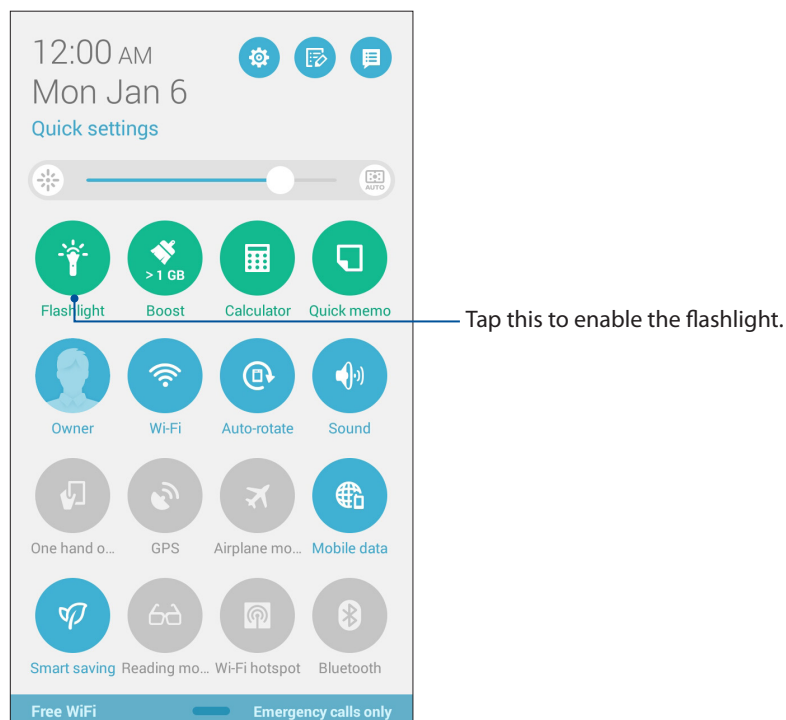 12:00 AM
Mon Jan 6
Quick settings
AUTO
> 1 GB
Flashlight Boost Calculator Quick memo
Tap this to enable the flashlight.
Owner Wi-Fi Auto-rotate Sound
One hand o... GPS Airplane mo... Mobile data
Smart saving Reading mo... Wi-Fi hotspot Bluetooth
Free WiFi Emergency calls only